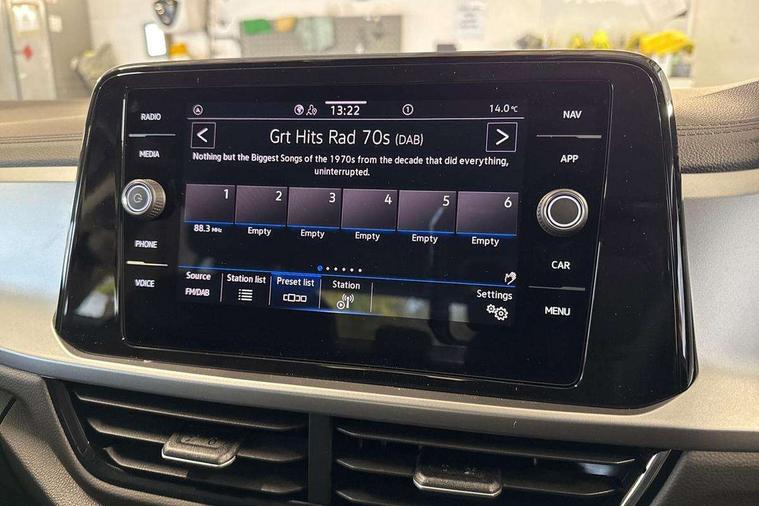 RADIO
MEDIA
PHONE
VOICE
13:22
1
14.0 °C
Grt Hits Rad 70s (DAB)
Nothing but the Biggest Songs of the 1970s from the decade that did everything,
uninterrupted.
1 2 3 4 5 6
88.3 MHz Empty Empty Empty Empty Empty
Source Station list Preset list Station Settings
FM/DAB
NAV
APP
CAR
MENU